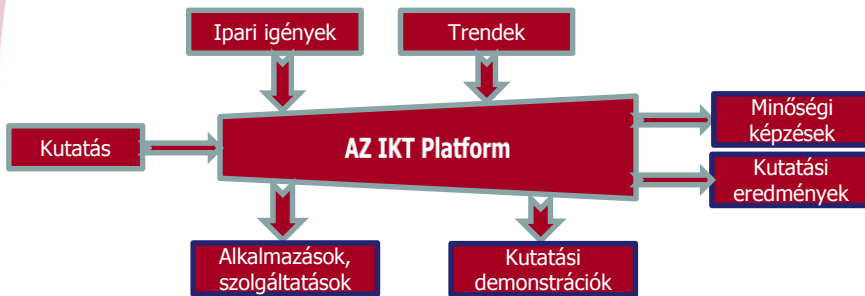 Ipari igények
Trendek
Kutatás
AZ IKT Platform
Minőségi
képzések
Kutatási
eredmények
Alkalmazások,
szolgáltatások
Kutatási
demonstrációk